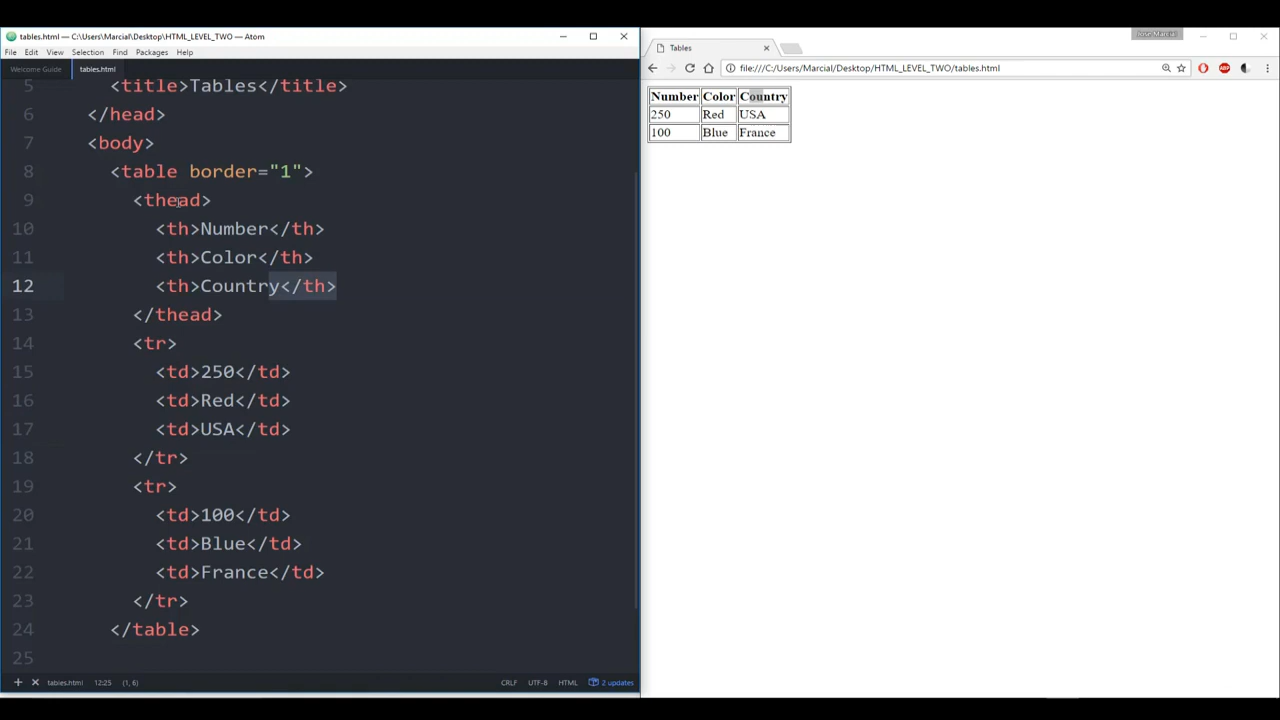 tables.html — C:\Users\Marcial\Desktop\HTML_LEVEL_TWO — Atom
File Edit View Selection Find Packages Help
Welcome Guide tables.html
5 <title>Tables</title>
6 </head>
7 <body>
8 <table border="1">
9 <thead>
10 <th>Number</th>
11 <th>Color</th>
12 <th>Country</th>
13 </thead>
14 <tr>
15 <td>250</td>
16 <td>Red</td>
17 <td>USA</td>
18 </tr>
19 <tr>
20 <td>100</td>
21 <td>Blue</td>
22 <td>France</td>
23 </tr>
24 </table>
25
tables.html 12:25 (1, 6) CRLF UTF-8 HTML 2 updates
Jose Marcial
Tables
file:///C:/Users/Marcial/Desktop/HTML_LEVEL_TWO/tables.html
ABP
Number Color Country
250 Red USA
100 Blue France